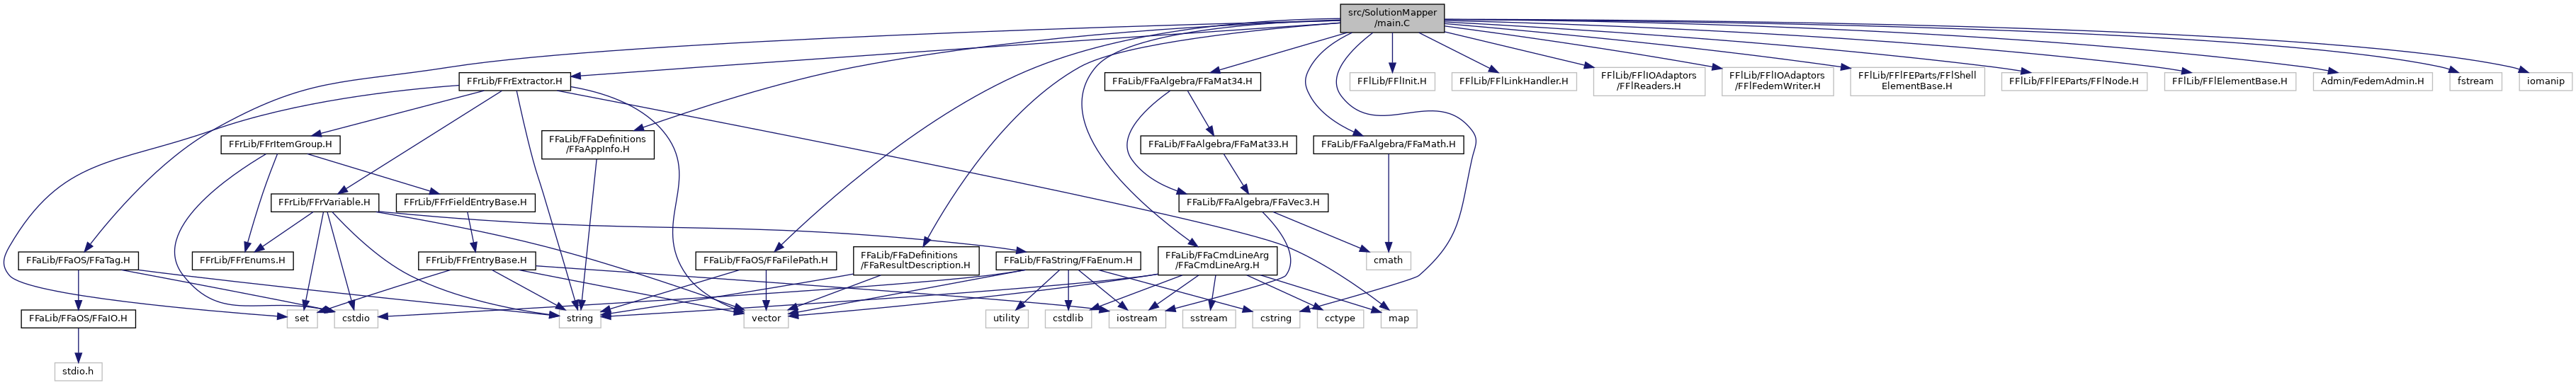 src/SolutionMapper
/main.C
FFrLib/FFrExtractor.H
FFaLib/FFaAlgebra/FFaMat34.H
FFlLib/FFlInit.H
FFlLib/FFlLinkHandler.H
FFlLib/FFlIOAdaptors
/FFlReaders.H
FFlLib/FFlIOAdaptors
/FFlFedemWriter.H
FFlLib/FFlFEParts/FFlShell
ElementBase.H
FFlLib/FFlFEParts/FFlNode.H
FFlLib/FFlElementBase.H
Admin/FedemAdmin.H
fstream
iomanip
FFrLib/FFrItemGroup.H
FFaLib/FFaDefinitions
/FFaAppInfo.H
FFaLib/FFaAlgebra/FFaMat33.H
FFaLib/FFaAlgebra/FFaMath.H
FFrLib/FFrVariable.H
FFrLib/FFrFieldEntryBase.H
FFaLib/FFaAlgebra/FFaVec3.H
FFaLib/FFaOS/FFaTag.H
FFrLib/FFrEnums.H
FFrLib/FFrEntryBase.H
FFaLib/FFaOS/FFaFilePath.H
FFaLib/FFaDefinitions
/FFaResultDescription.H
FFaLib/FFaString/FFaEnum.H
FFaLib/FFaCmdLineArg
/FFaCmdLineArg.H
cmath
FFaLib/FFaOS/FFaIO.H
set
cstdio
string
vector
utility
cstdlib
iostream
sstream
cstring
cctype
map
stdio.h